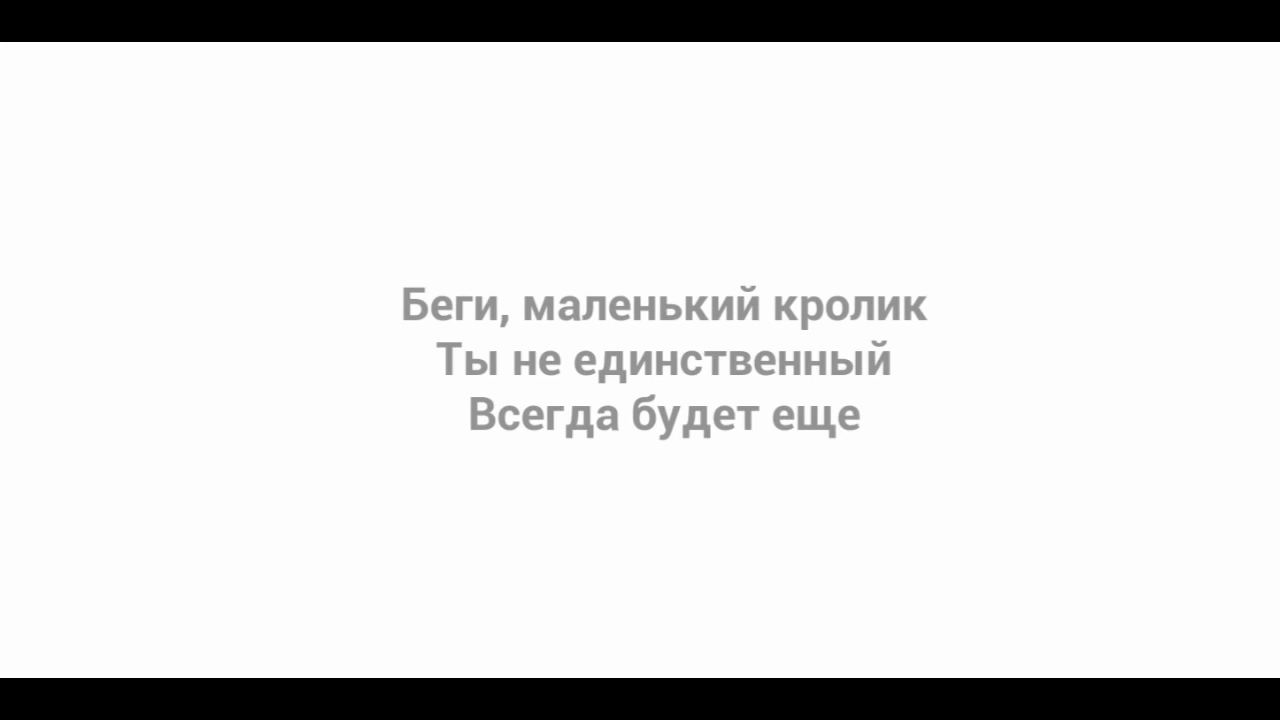 Беги, маленький кролик
Ты не единственный
Всегда будет еще